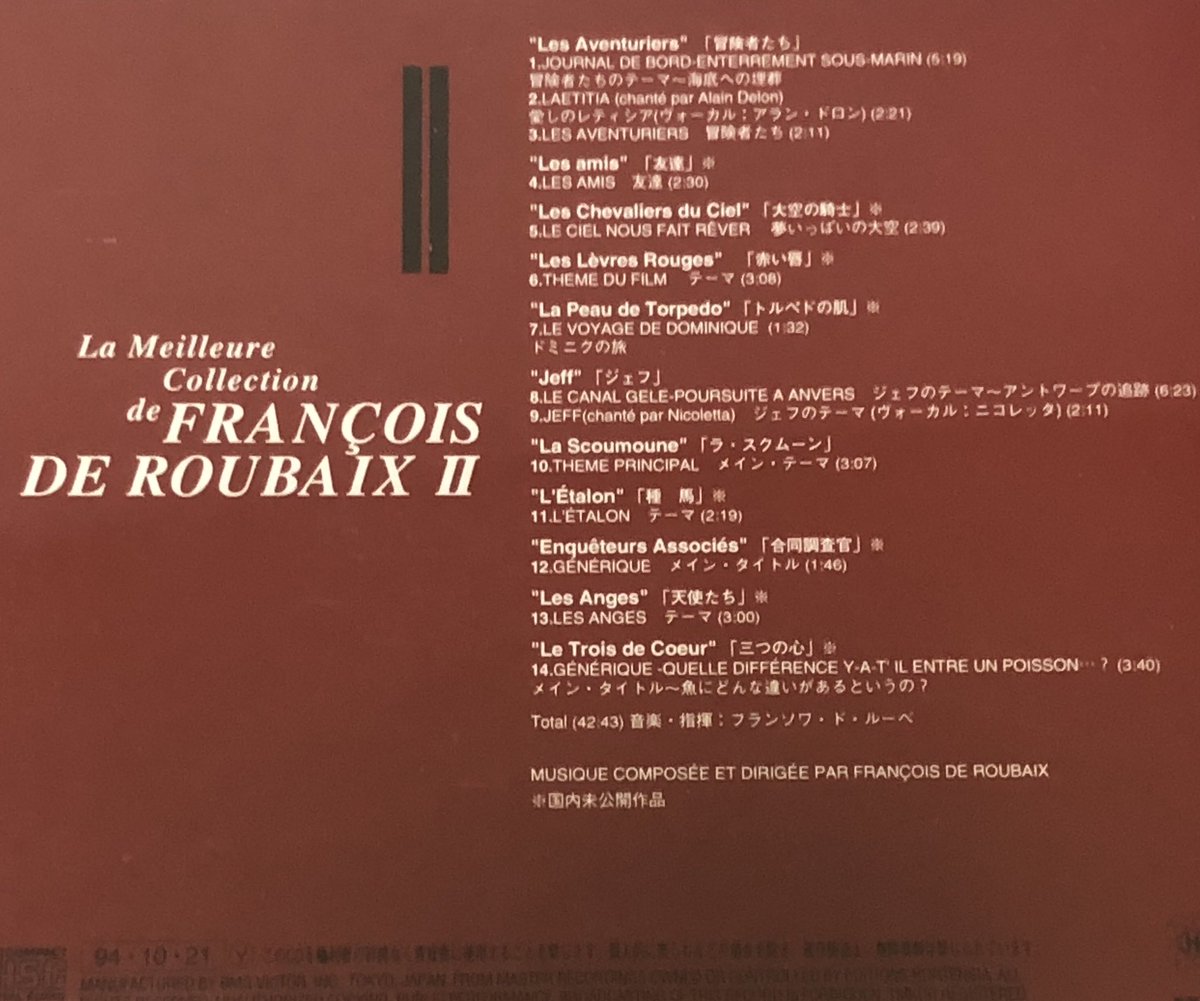 La Meilleure
Collection
de FRANÇOIS
DE ROUBAIX II
"Les Aventuriers" 「冒険者たち」
1.JOURNAL DE BORD-ENTERREMENT SOUS-MARIN (5:19)
冒険者たちのテーマ〜海底への埋葬
2.LAETITIA (chanté par Alain Delon)
愛しのレティシア(ヴォーカル：アラン・ドロン) (2:21)
3.LES AVENTURIERS 冒険者たち (2:11)
"Les amis" 「友達」※
4.LES AMIS 友達 (2:30)
"Les Chevaliers du Ciel" 「大空の騎士」※
5.LE CIEL NOUS FAIT RÊVER 夢いっぱいの大空 (2:39)
"Les Lèvres Rouges" 「赤い唇」※
6.THEME DU FILM テーマ (3:08)
"La Peau de Torpedo" 「トルペドの肌」※
7.LE VOYAGE DE DOMINIQUE (1:32)
ドミニクの旅
"Jeff" 「ジェフ」
8.LE CANAL GELE-POURSUITE A ANVERS ジェフのテーマ〜アントワープの追跡 (6:23)
9.JEFF(chanté par Nicoletta) ジェフのテーマ (ヴォーカル：ニコレッタ) (2:11)
"La Scoumoune" 「ラ・スクムーン」
10.THEME PRINCIPAL メイン・テーマ (3:07)
"L'Étalon" 「種 馬」※
11.L'ÉTALON テーマ (2:19)
"Enquêteurs Associés" 「合同調査官」※
12.GÉNÉRIQUE メイン・タイトル (1:46)
"Les Anges" 「天使たち」※
13.LES ANGES テーマ (3:00)
"Le Trois de Coeur" 「三つの心」※
14.GÉNÉRIQUE -QUELLE DIFFÉRENCE Y-A-T' IL ENTRE UN POISSON…？ (3:40)
メイン・タイトル〜魚にどんな違いがあるというの？
Total (42:43) 音楽・指揮：フランソワ・ド・ルーベ
MUSIQUE COMPOSÉE ET DIRIGÉE PAR FRANÇOIS DE ROUBAIX
※国内未公開作品
94・10・21
MANUFACTURED BY BMG VICTOR, INC. TOKYO, JAPAN. FROM MASTER RECORDINGS OWNED OR CONTROLLED BY EDITIONS